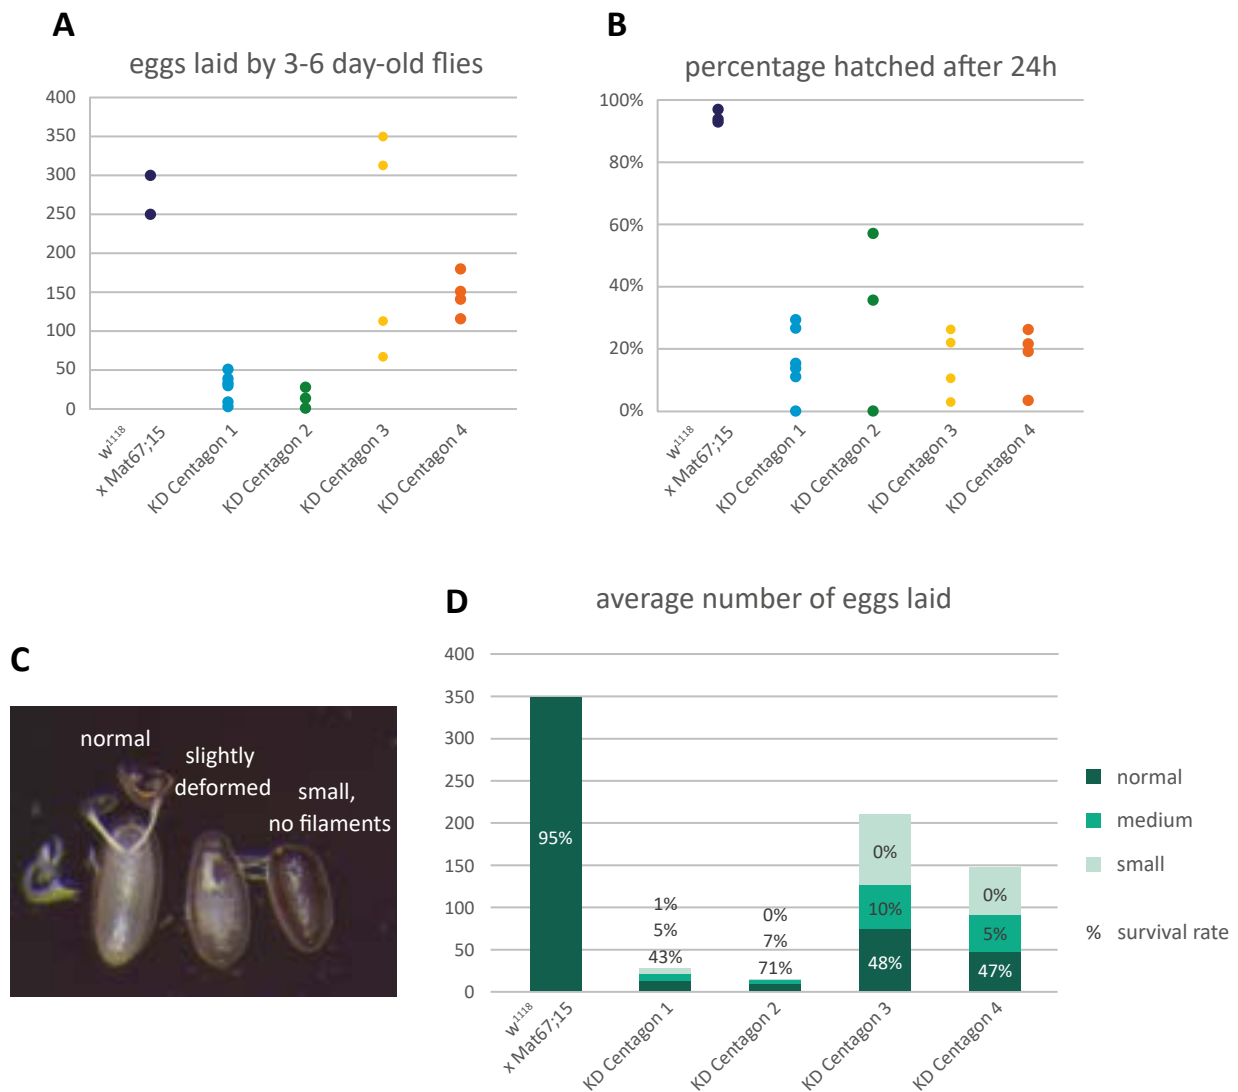 A
eggs laid by 3-6 day-old flies
400
350
300
250
200
150
100
50
0
w¹¹¹⁸
x Mat67;15
KD Centagon 1
KD Centagon 2
KD Centagon 3
KD Centagon 4
B
percentage hatched after 24h
100%
80%
60%
40%
20%
0%
w¹¹¹⁸
x Mat67;15
KD Centagon 1
KD Centagon 2
KD Centagon 3
KD Centagon 4
C
normal
slightly
deformed
small,
no filaments
D
average number of eggs laid
400
350
300
250
200
150
100
50
0
95%
1%
5%
43%
0%
7%
71%
0%
10%
48%
0%
5%
47%
w¹¹¹⁸
x Mat67;15
KD Centagon 1
KD Centagon 2
KD Centagon 3
KD Centagon 4
normal
medium
small
% survival rate